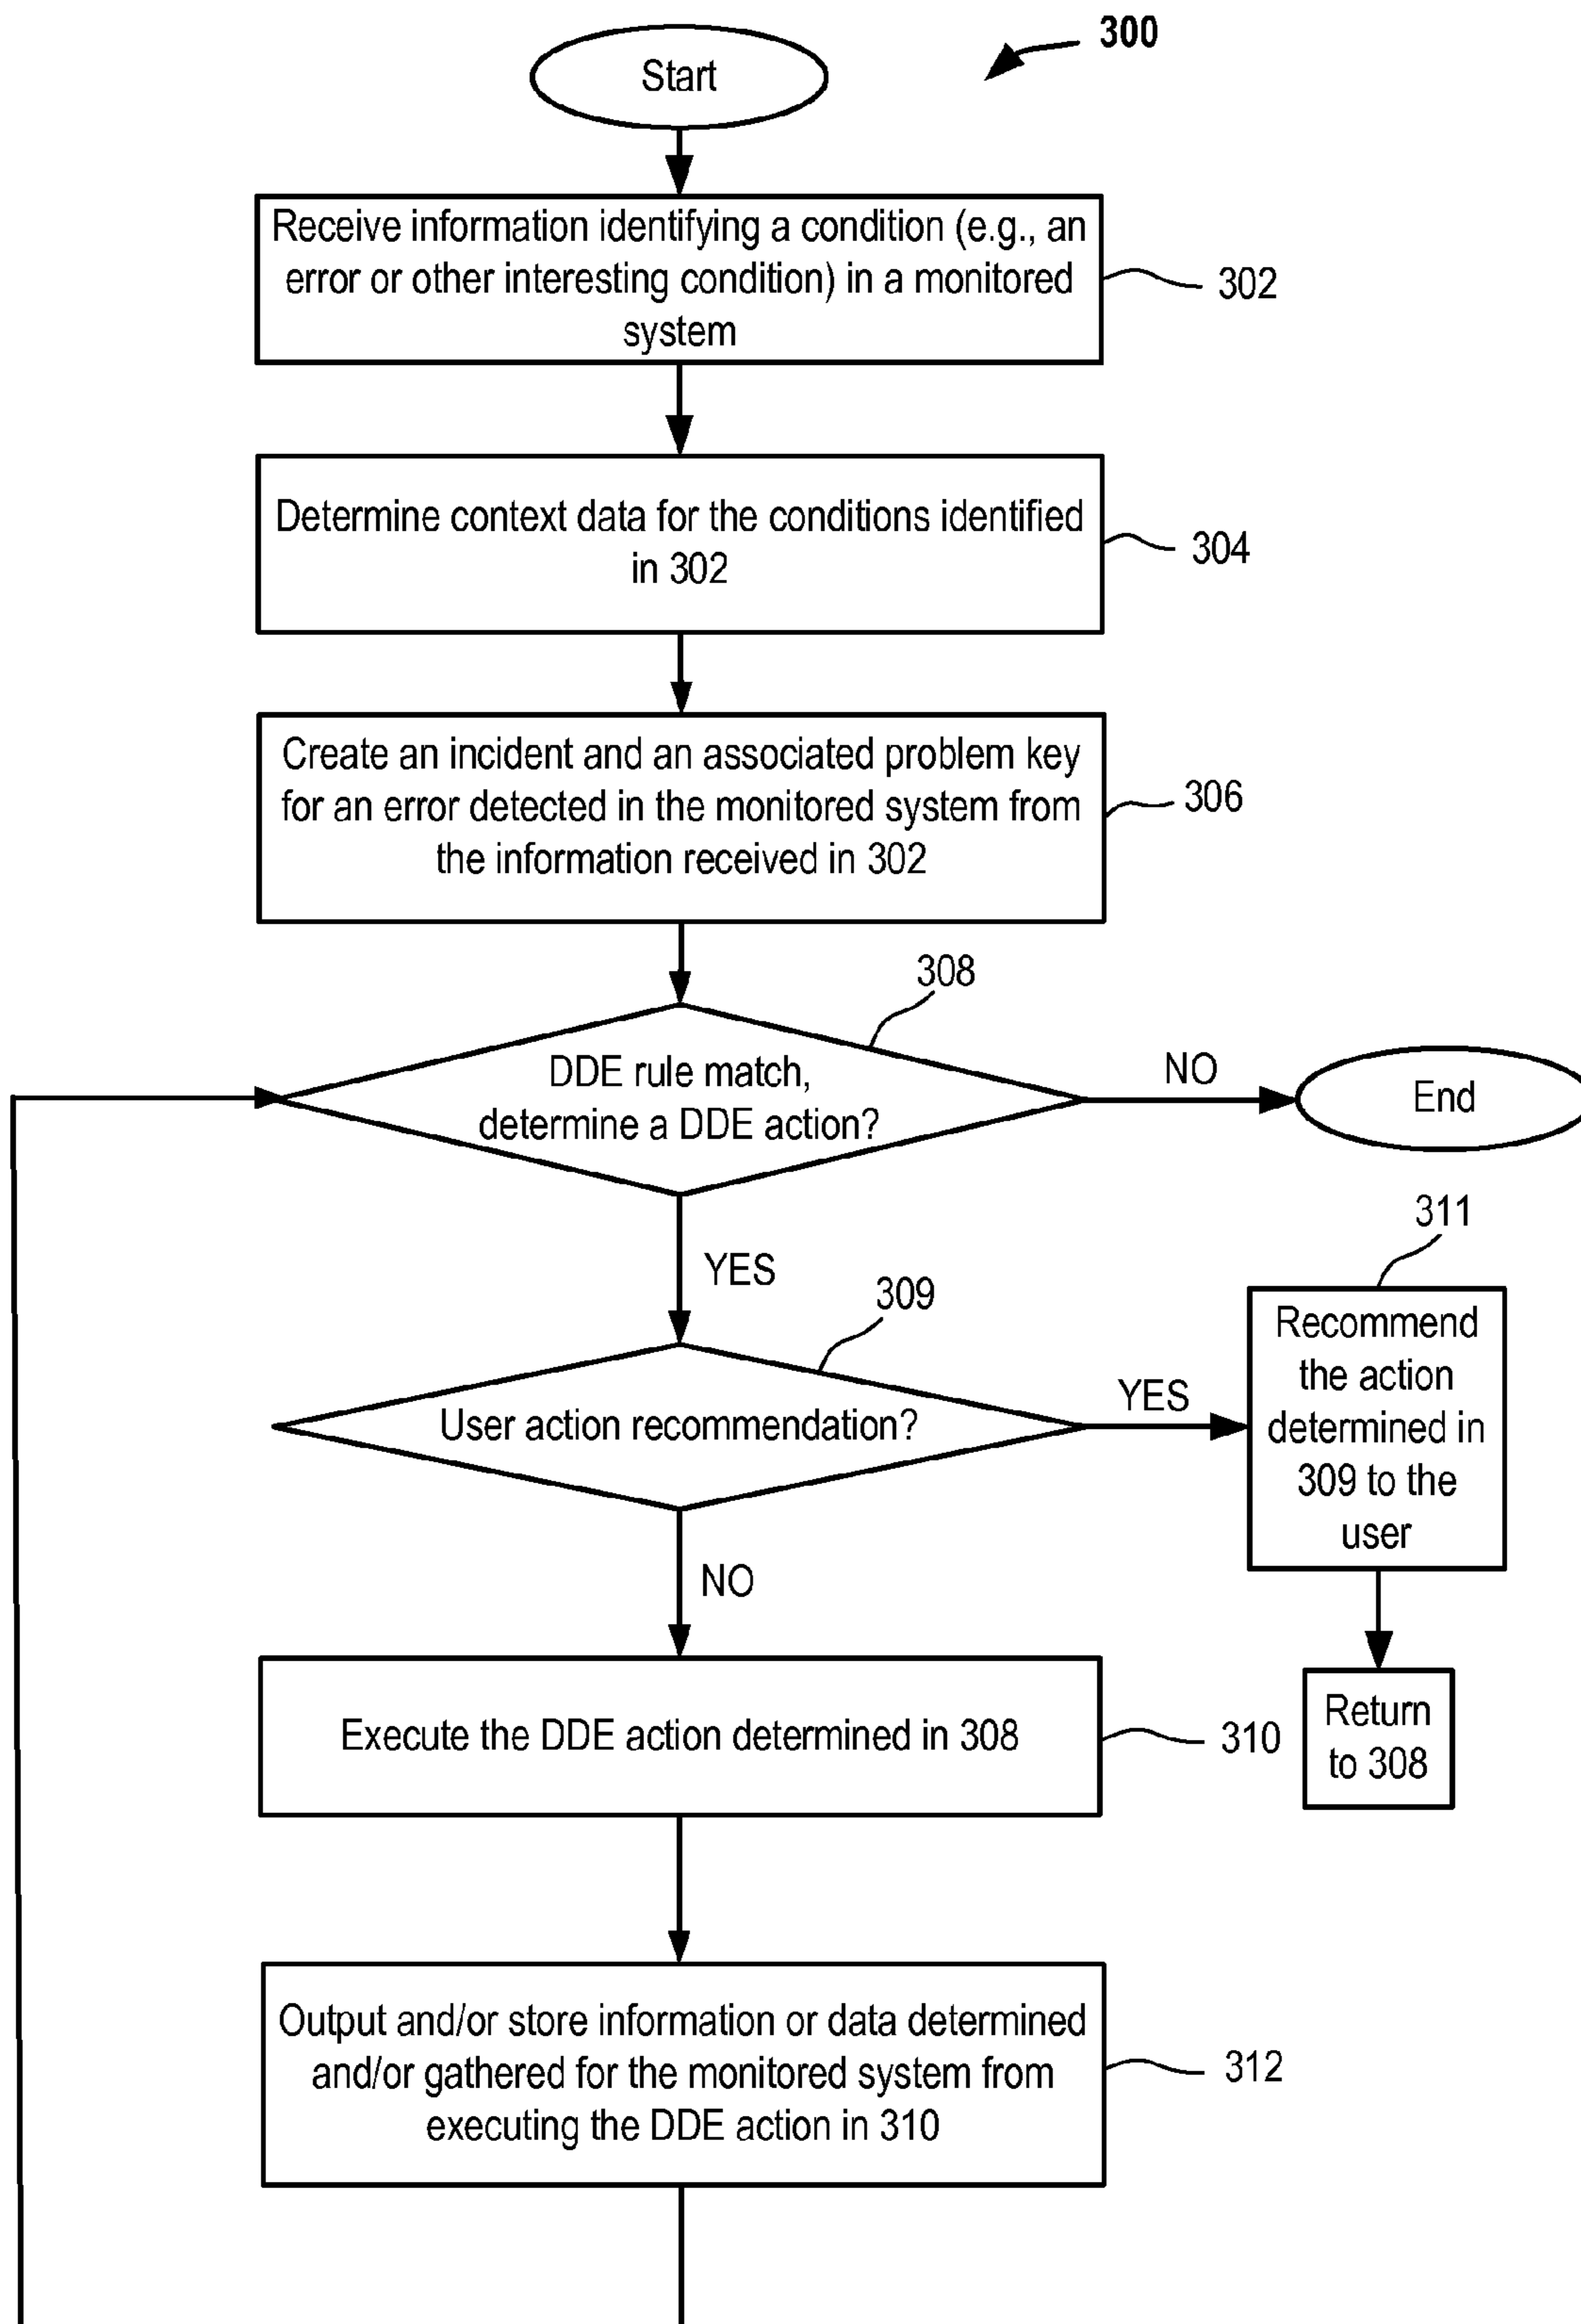 300
Start
Receive information identifying a condition (e.g., an
error or other interesting condition) in a monitored
system
302
Determine context data for the conditions identified
in 302
304
Create an incident and an associated problem key
for an error detected in the monitored system from
the information received in 302
306
308
DDE rule match,
determine a DDE action?
NO
End
YES
309
User action recommendation?
YES
311
Recommend
the action
determined in
309 to the
user
Return
to 308
NO
Execute the DDE action determined in 308
310
Output and/or store information or data determined
and/or gathered for the monitored system from
executing the DDE action in 310
312